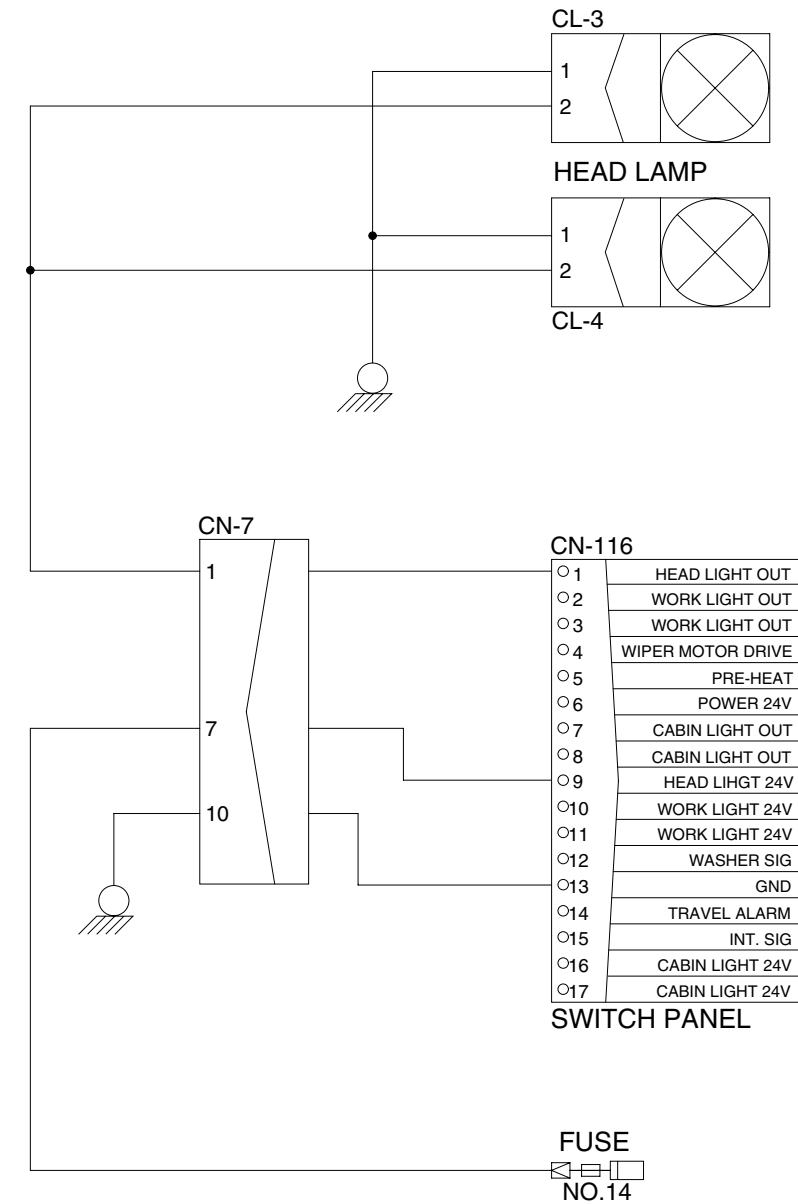 CL-3
1
2
HEAD LAMP
1
2
CL-4
CN-7
1
7
10
CN-116
1 HEAD LIGHT OUT
2 WORK LIGHT OUT
3 WORK LIGHT OUT
4 WIPER MOTOR DRIVE
5 PRE-HEAT
6 POWER 24V
7 CABIN LIGHT OUT
8 CABIN LIGHT OUT
9 HEAD LIHGT 24V
10 WORK LIGHT 24V
11 WORK LIGHT 24V
12 WASHER SIG
13 GND
14 TRAVEL ALARM
15 INT. SIG
16 CABIN LIGHT 24V
17 CABIN LIGHT 24V
SWITCH PANEL
FUSE
NO.14